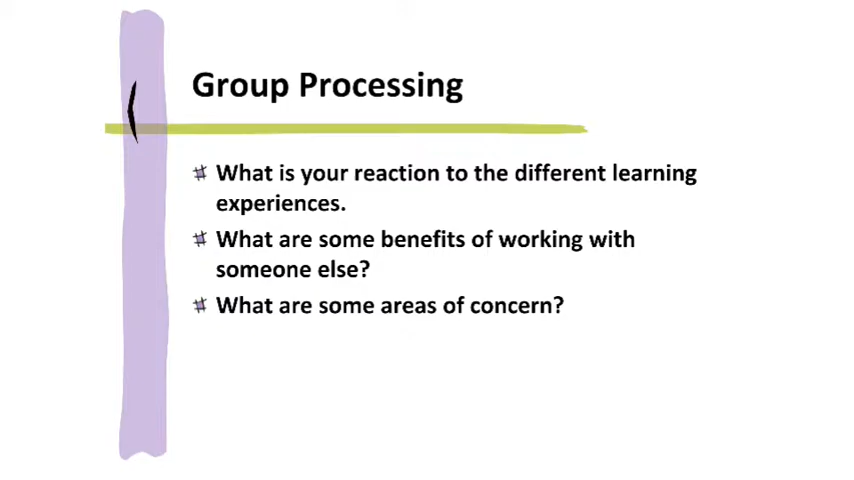 Group Processing
What is your reaction to the different learning
experiences.
What are some benefits of working with
someone else?
What are some areas of concern?